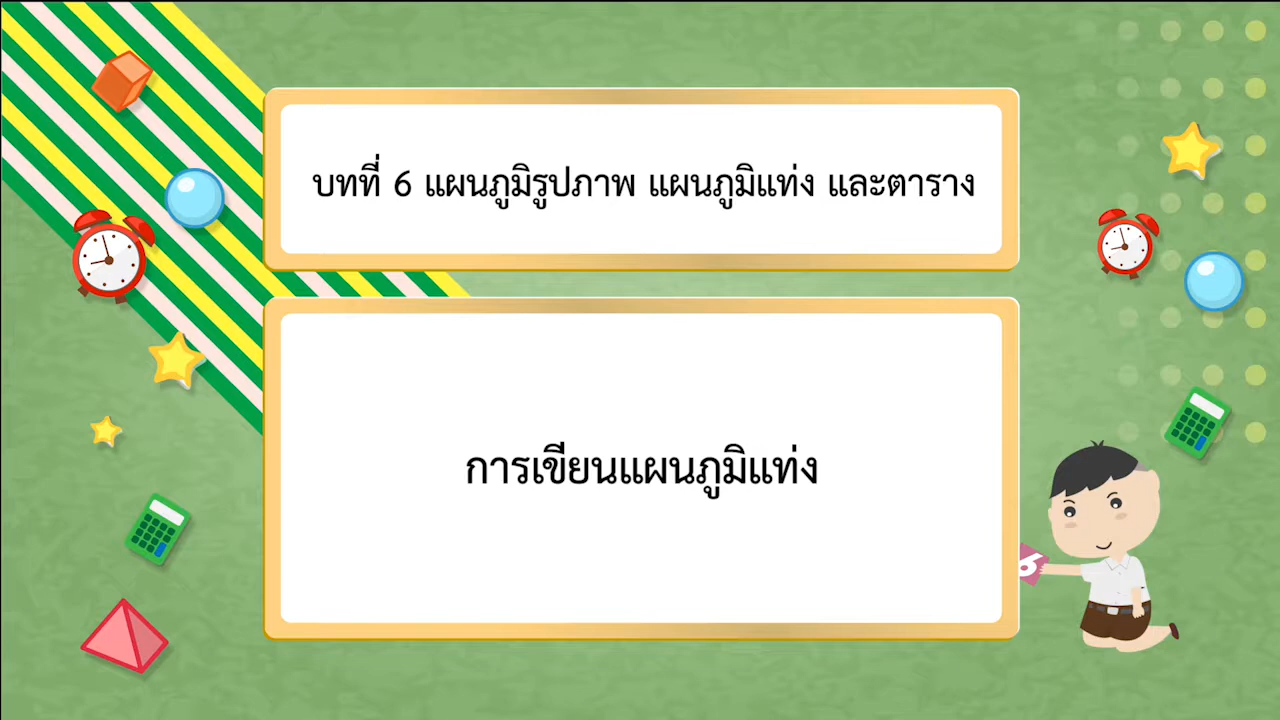 บทที่ 6 แผนภูมิรูปภาพ แผนภูมิแท่ง และตาราง
การเขียนแผนภูมิแท่ง
6